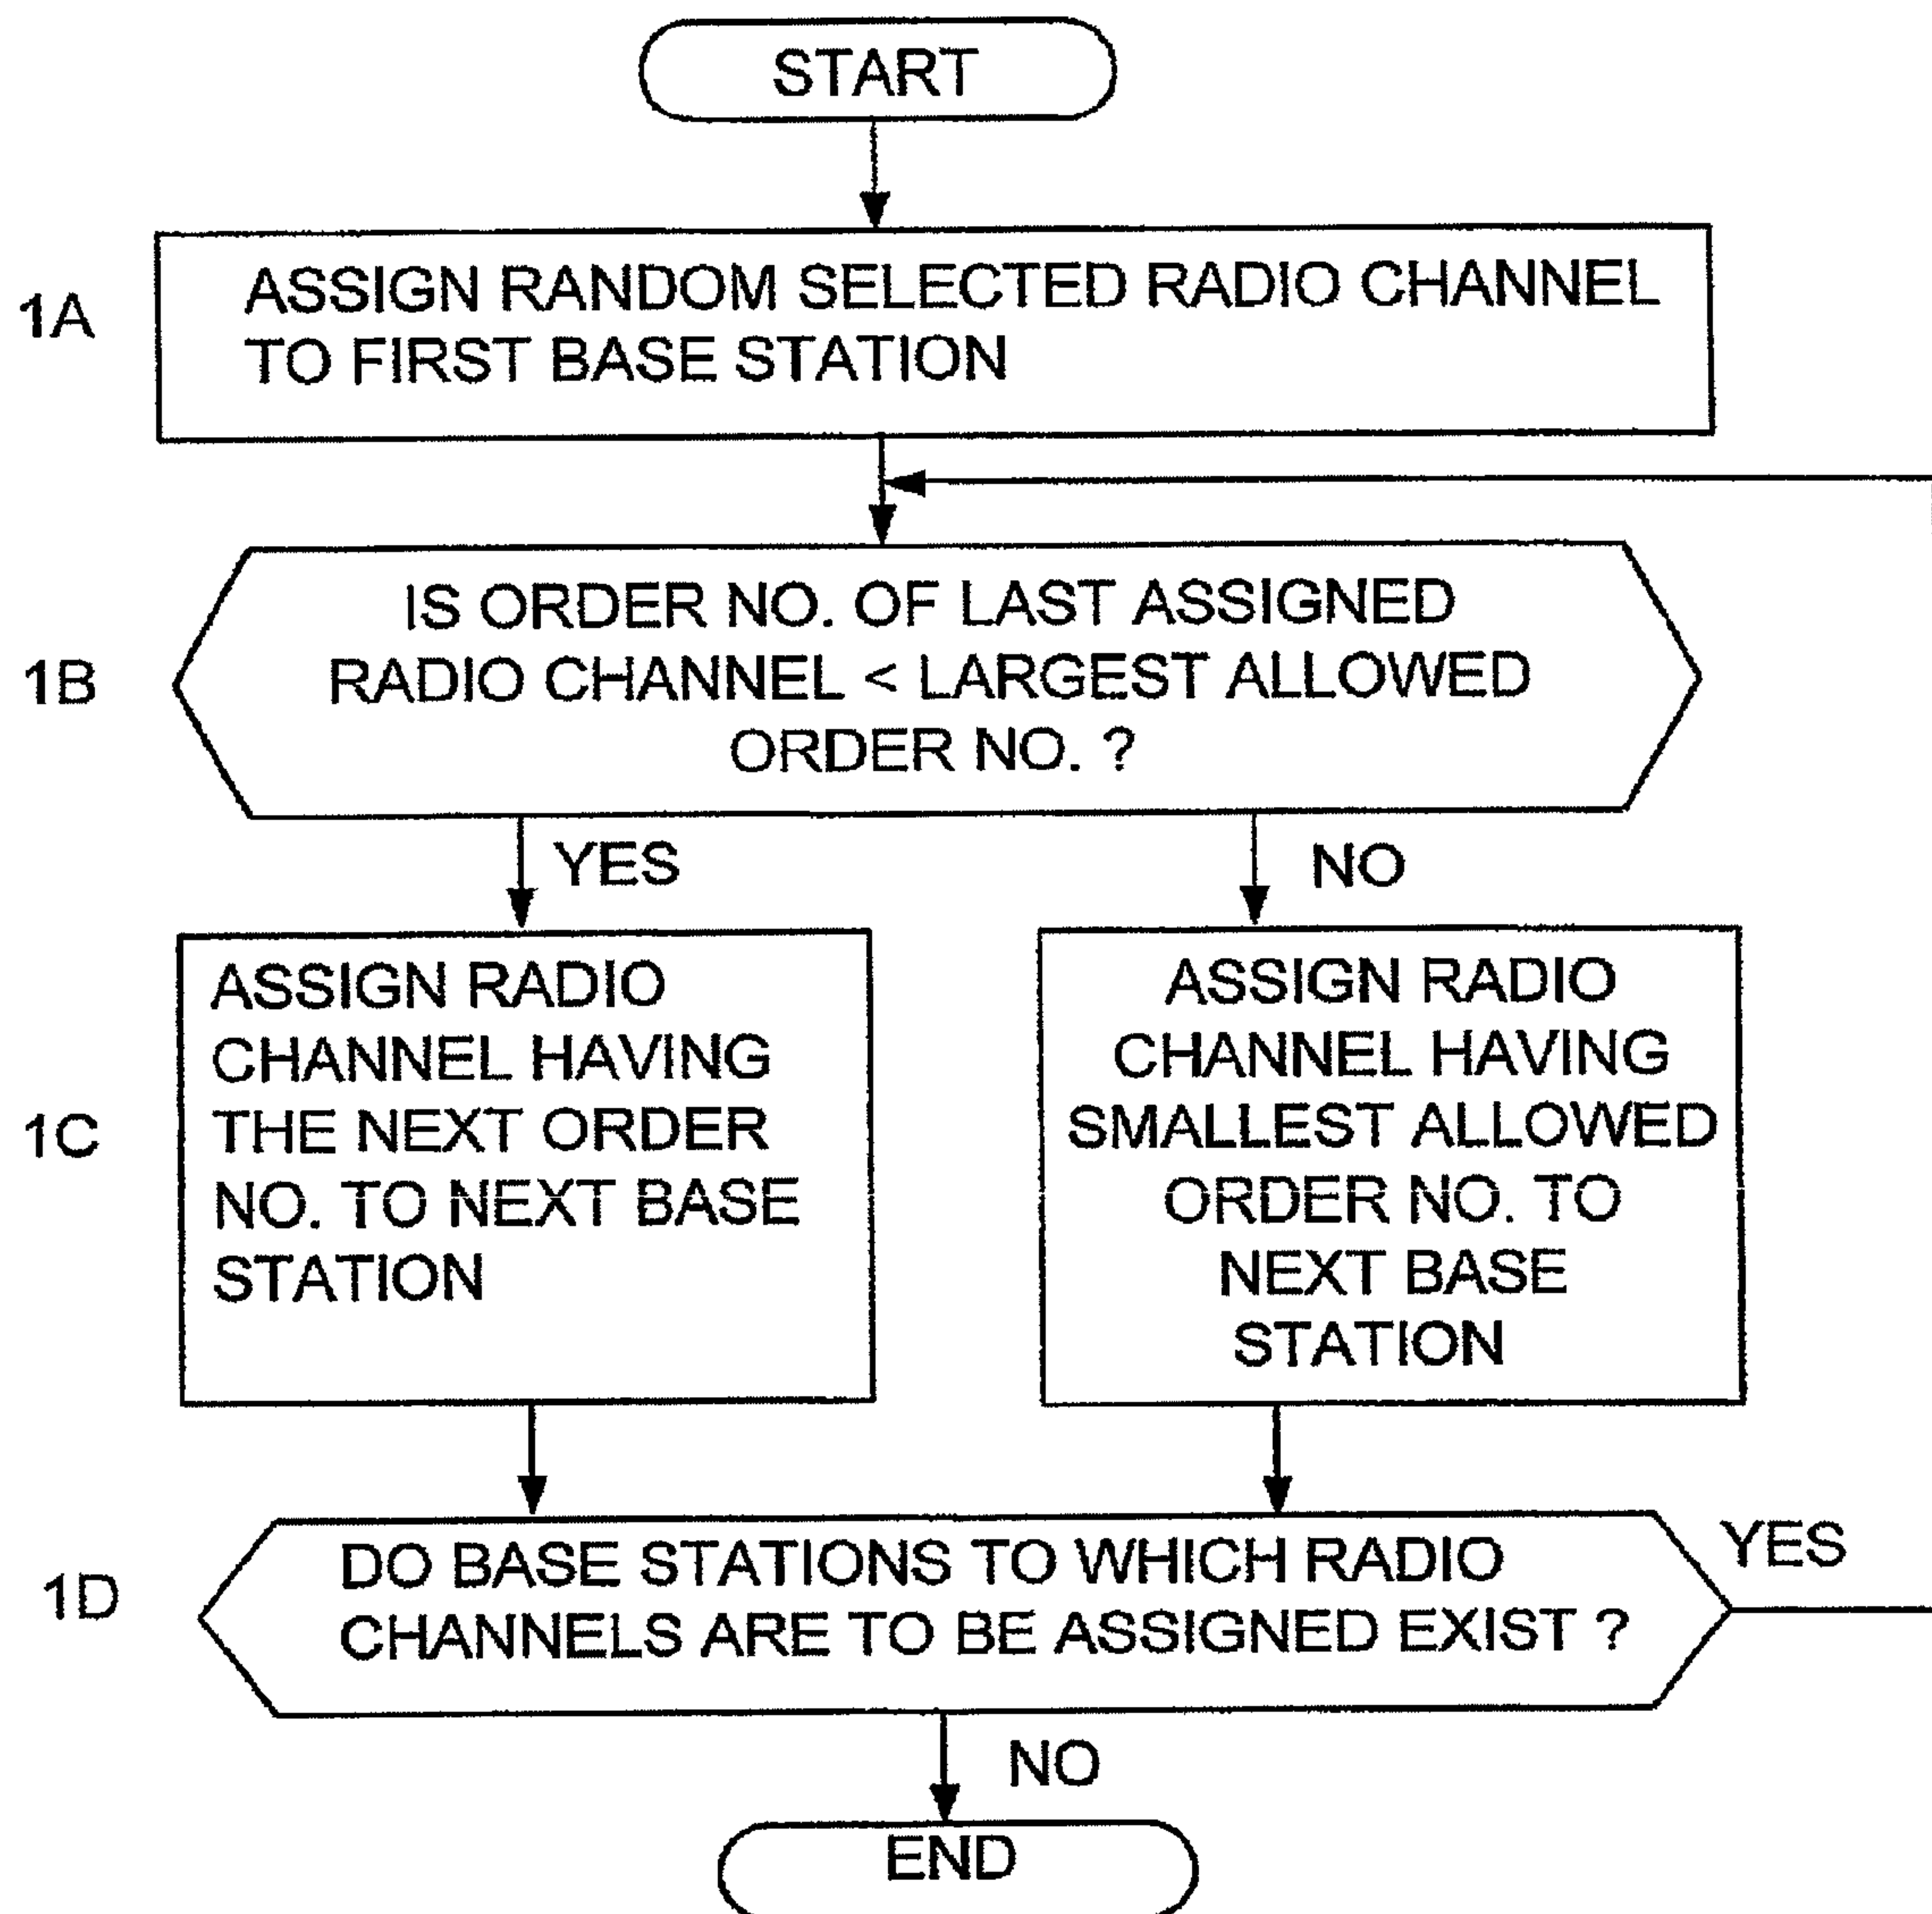 START
1A
ASSIGN RANDOM SELECTED RADIO CHANNEL
TO FIRST BASE STATION
1B
IS ORDER NO. OF LAST ASSIGNED
RADIO CHANNEL < LARGEST ALLOWED
ORDER NO. ?
YES
NO
1C
ASSIGN RADIO
CHANNEL HAVING
THE NEXT ORDER
NO. TO NEXT BASE
STATION
ASSIGN RADIO
CHANNEL HAVING
SMALLEST ALLOWED
ORDER NO. TO
NEXT BASE
STATION
1D
DO BASE STATIONS TO WHICH RADIO
CHANNELS ARE TO BE ASSIGNED EXIST ?
YES
NO
END